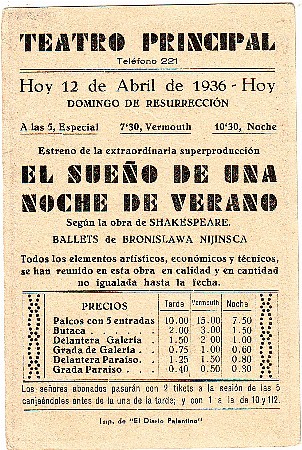 TEATRO PRINCIPAL
Teléfono 221
Hoy 12 de Abril de 1936 - Hoy
DOMINGO DE RESURRECCIÓN
A las 5, Especial 7'30, Vermouth 10'30, Noche
Estreno de la extraordinaria superproducción
EL SUEÑO DE UNA
NOCHE DE VERANO
Según la obra de SHAKESPEARE.
BALLETS de BRONISLAWA NIJINSCA
Todos los elementos artísticos, económicos y técnicos,
se han reunido en esta obra en calidad y en cantidad
no igualada hasta la fecha.
PRECIOS Tarde Vermouth Noche
Palcos con 5 entradas 10.00 15.00 7.50
Butaca . . . . 2.00 3.00 1.50
Delantera Galería 1.50 2.00 1.00
Grada de Galería . . 0.75 1.00 0.60
Delantera Paraíso. . 1.25 1.50 0.80
Grada Paraíso . . . 0.40 0.50 0.30
Los señores abonados pasarán con 2 tikets a la sesión de las 5
canjeándolos antes de la una de la tarde; y con 1 a la de 10 y 1/2.
Imp. de "El Diario Palentino"